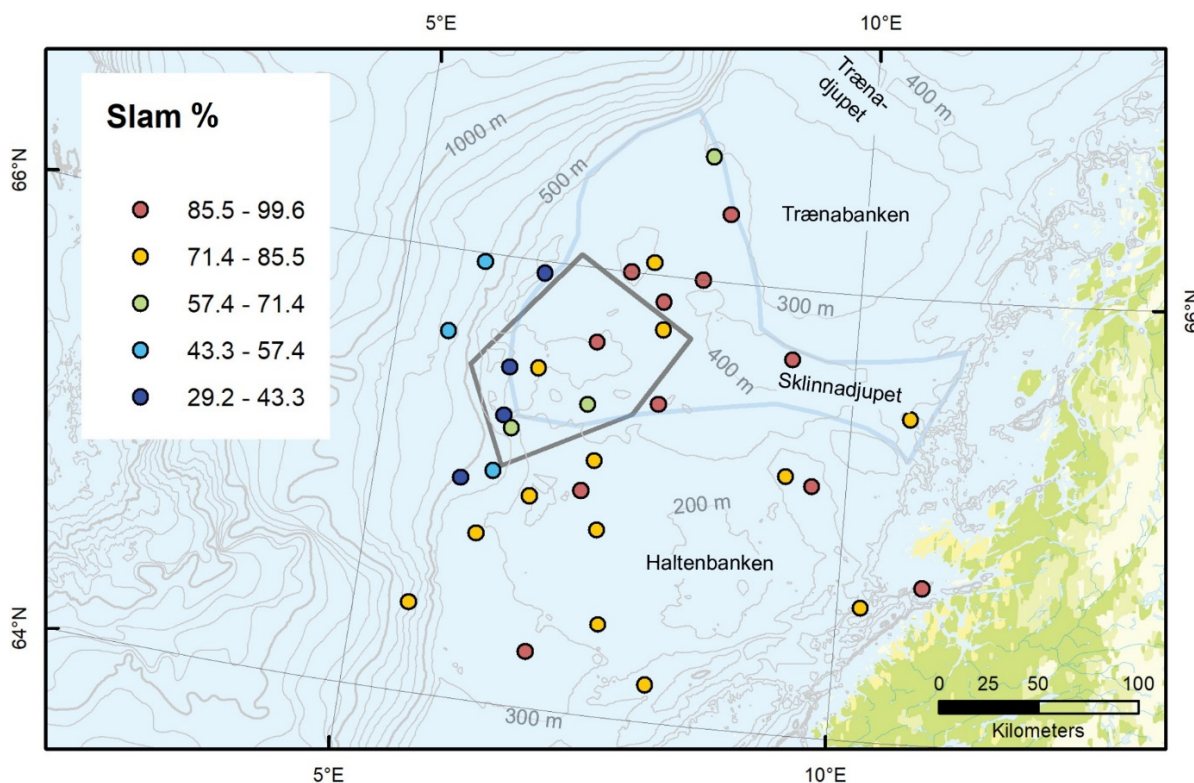 5°E
10°E
Slam %
85.5 - 99.6
71.4 - 85.5
57.4 - 71.4
43.3 - 57.4
29.2 - 43.3
66°N
64°N
1000 m
500 m
Træna-
djupet
400 m
Trænabanken
300 m
66°N
400 m
Sklinnadjupet
200 m
Haltenbanken
300 m
0 25 50 100
Kilometers
5°E
10°E